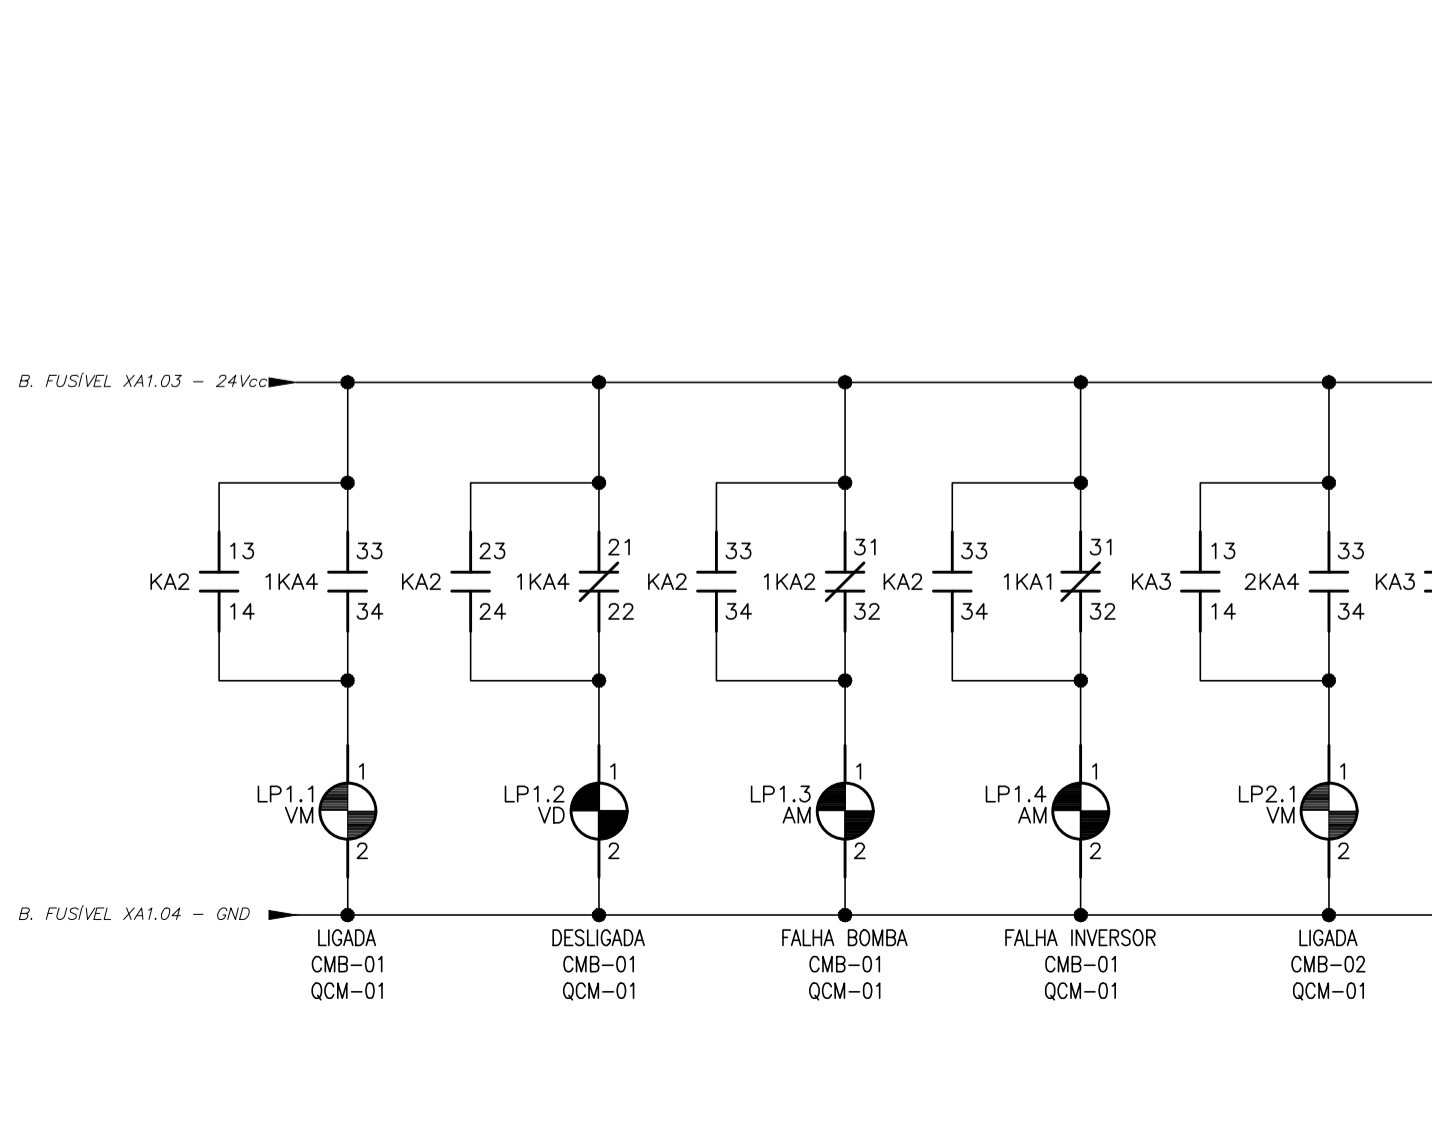 B. FUSÍVEL XA1.03 - 24Vcc
13 33 23 21 33 31 33 31 13 33
KA2 1KA4 KA2 1KA4 KA2 1KA2 KA2 1KA1 KA3 2KA4 KA3
14 34 24 22 34 32 34 32 14 34
1 1 1 1 1
LP1.1 LP1.2 LP1.3 LP1.4 LP2.1
VM VD AM AM VM
2 2 2 2 2
B. FUSÍVEL XA1.04 - GND
LIGADA DESLIGADA FALHA BOMBA FALHA INVERSOR LIGADA
CMB-01 CMB-01 CMB-01 CMB-01 CMB-02
QCM-01 QCM-01 QCM-01 QCM-01 QCM-01